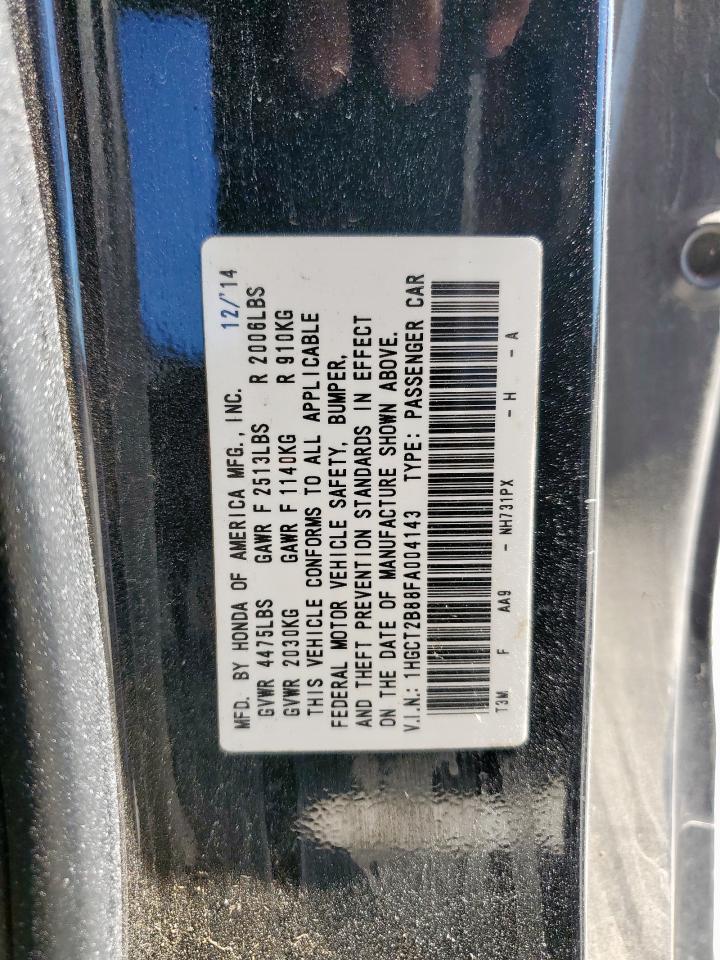 MFD. BY HONDA OF AMERICA MFG., INC. 12/'14
GVWR 4475LBS GAWR F 2513LBS R 2006LBS
GVWR 2030KG GAWR F 1140KG R 910KG
THIS VEHICLE CONFORMS TO ALL APPLICABLE
FEDERAL MOTOR VEHICLE SAFETY, BUMPER,
AND THEFT PREVENTION STANDARDS IN EFFECT
ON THE DATE OF MANUFACTURE SHOWN ABOVE.
V.I.N.: 1HGCT2B88FA004143 TYPE: PASSENGER CAR
T3M F AA9 - NH731PX - H - A